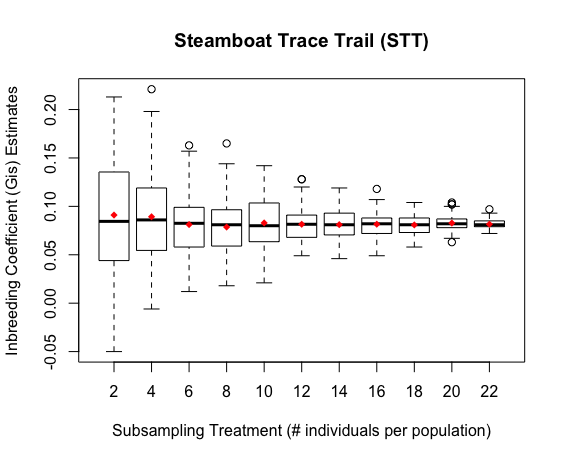 Steamboat Trace Trail (STT)
Inbreeding Coefficient (Gis) Estimates
0.20
0.15
0.10
0.05
0.00
-0.05
2 4 6 8 10 12 14 16 18 20 22
Subsampling Treatment (# individuals per population)